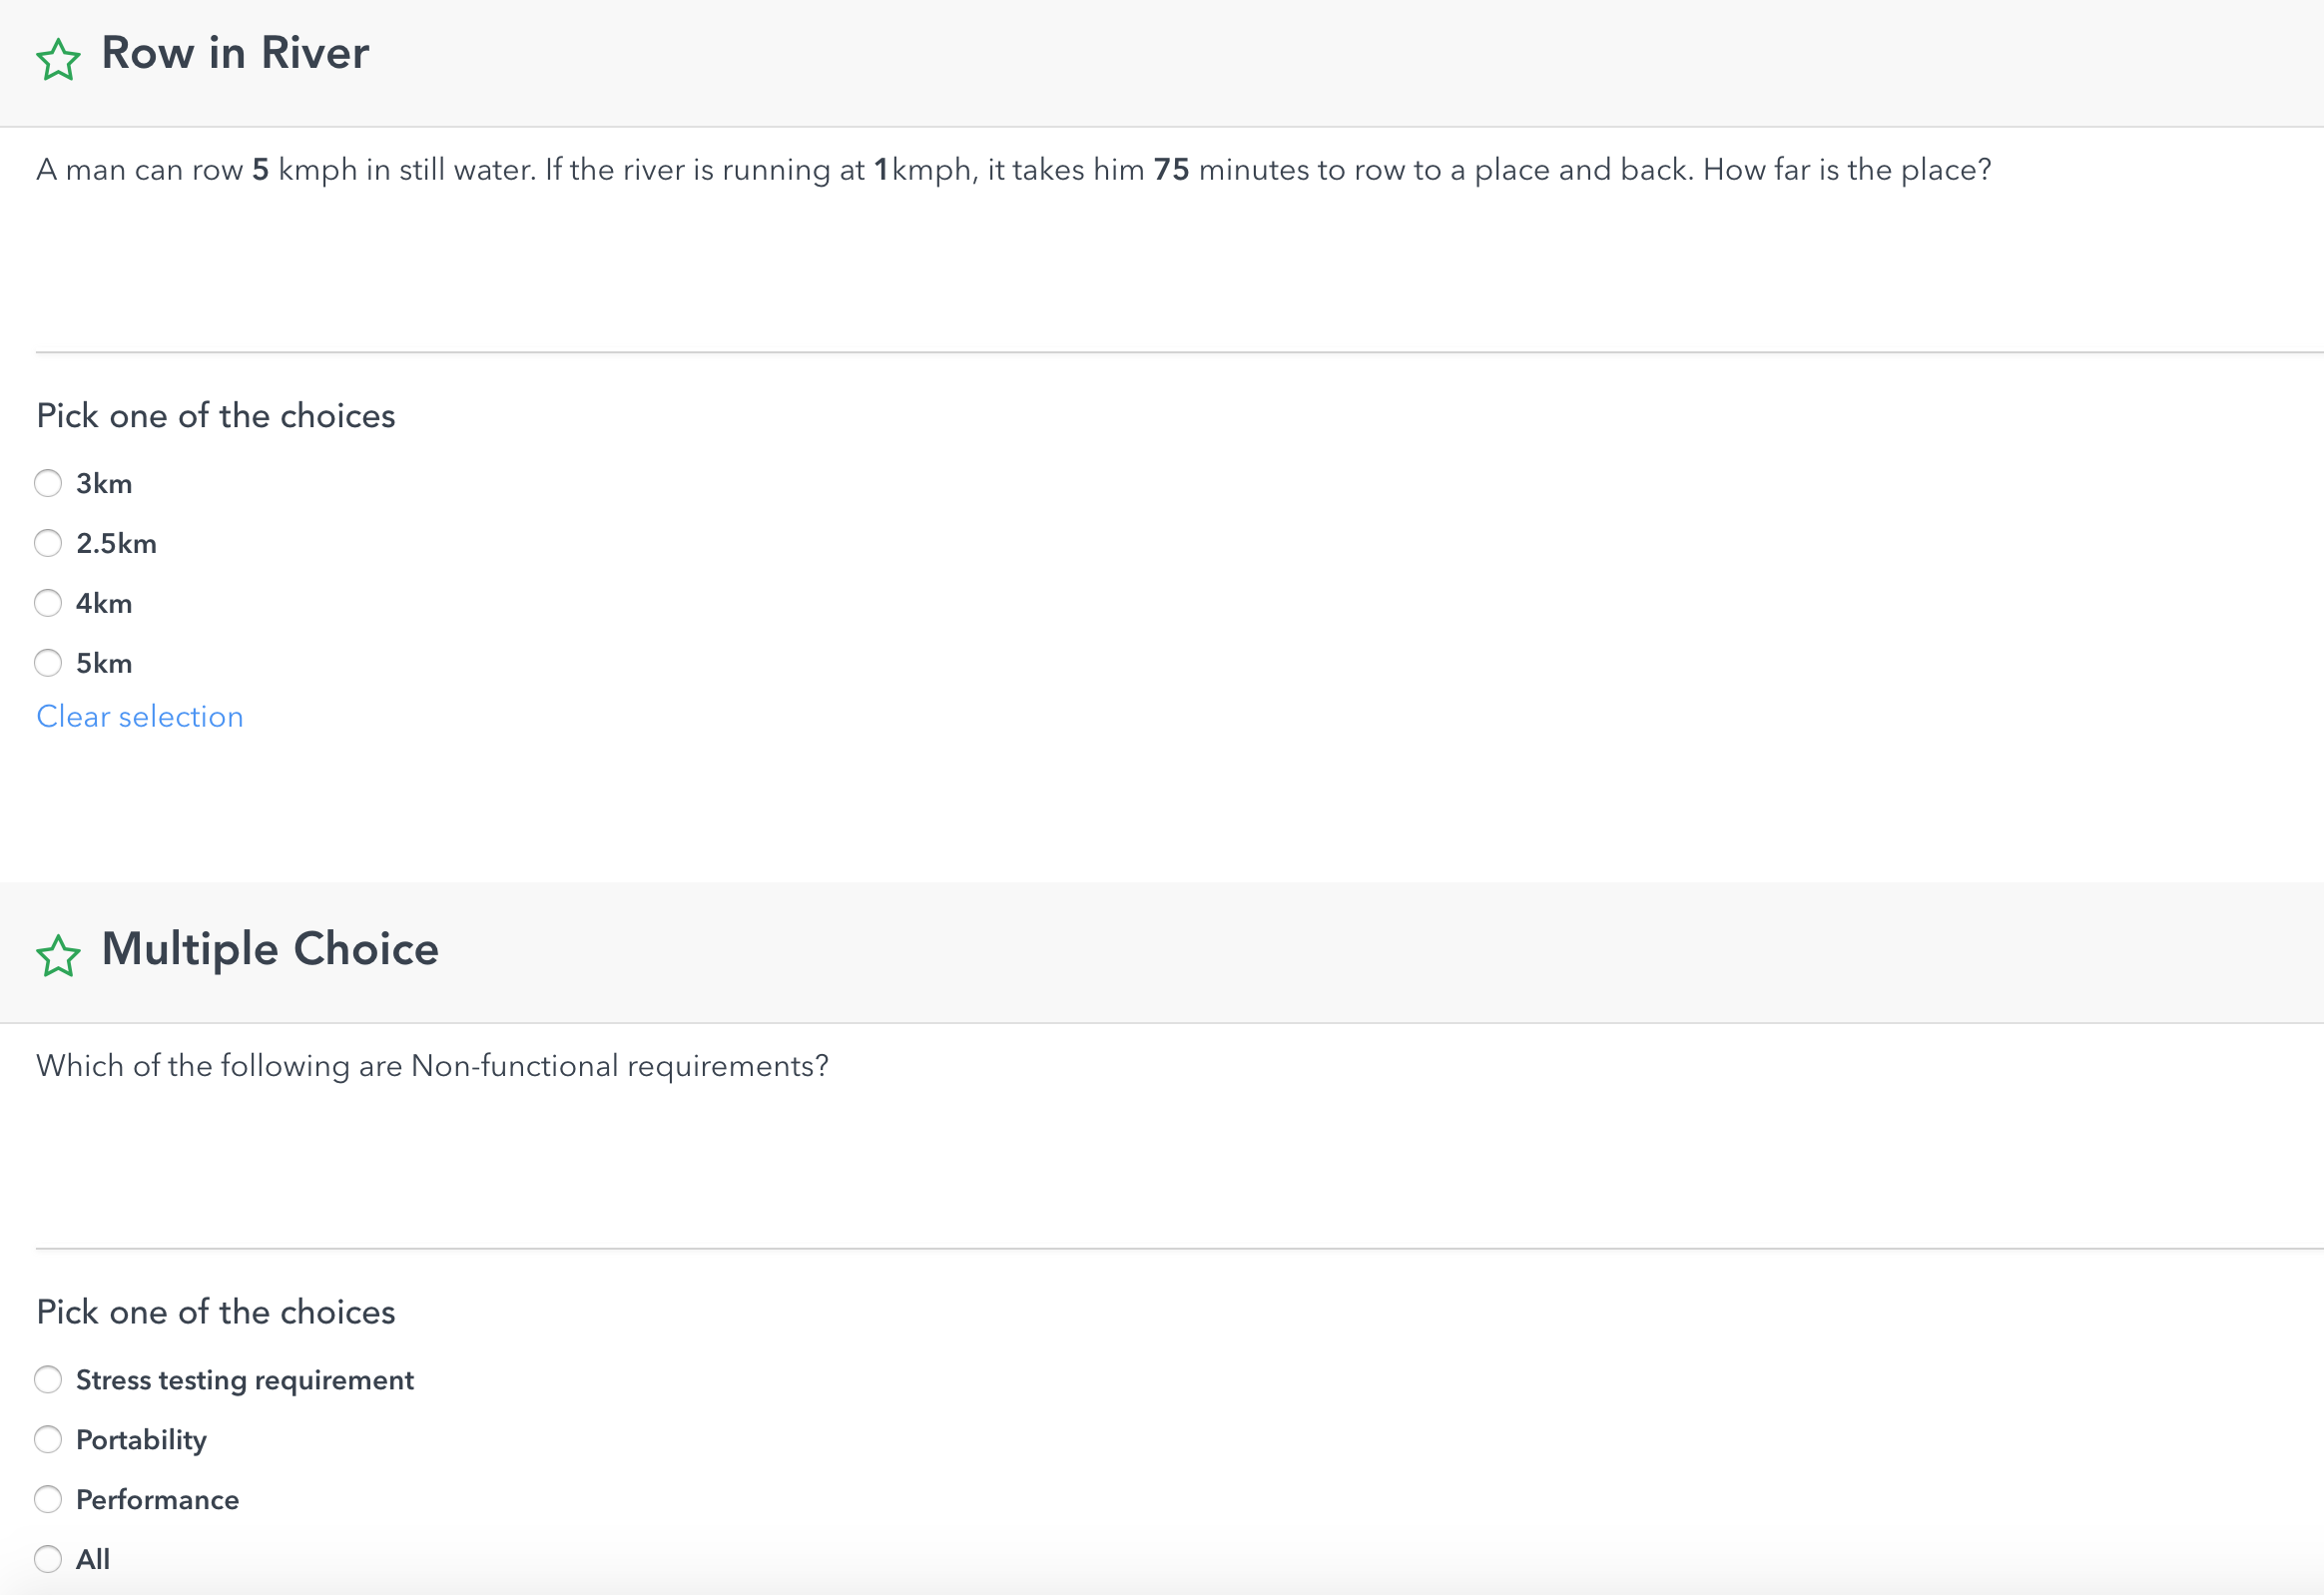 Row in River
A man can row 5 kmph in still water. If the river is running at 1kmph, it takes him 75 minutes to row to a place and back. How far is the place?
Pick one of the choices
3km
2.5km
4km
5km
Clear selection
Multiple Choice
Which of the following are Non-functional requirements?
Pick one of the choices
Stress testing requirement
Portability
Performance
All